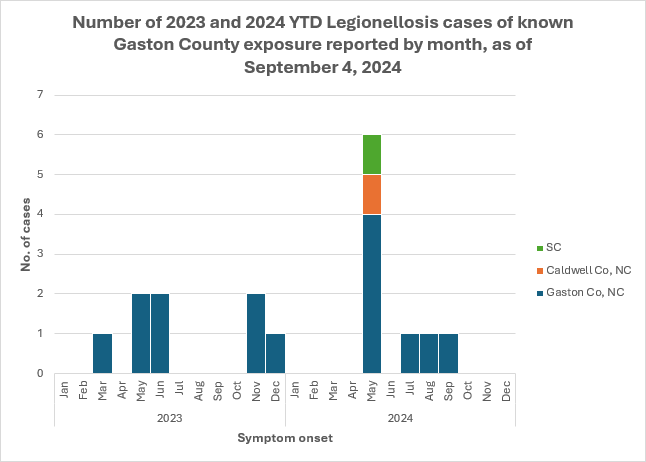 Number of 2023 and 2024 YTD Legionellosis cases of known
Gaston County exposure reported by month, as of
September 4, 2024
7
6
5
4
3
2
1
0
No. of cases
Jan
Feb
Mar
Apr
May
Jun
Jul
Aug
Sep
Oct
Nov
Dec
Jan
Feb
Mar
Apr
May
Jun
Jul
Aug
Sep
Oct
Nov
Dec
2023
2024
Symptom onset
SC
Caldwell Co, NC
Gaston Co, NC